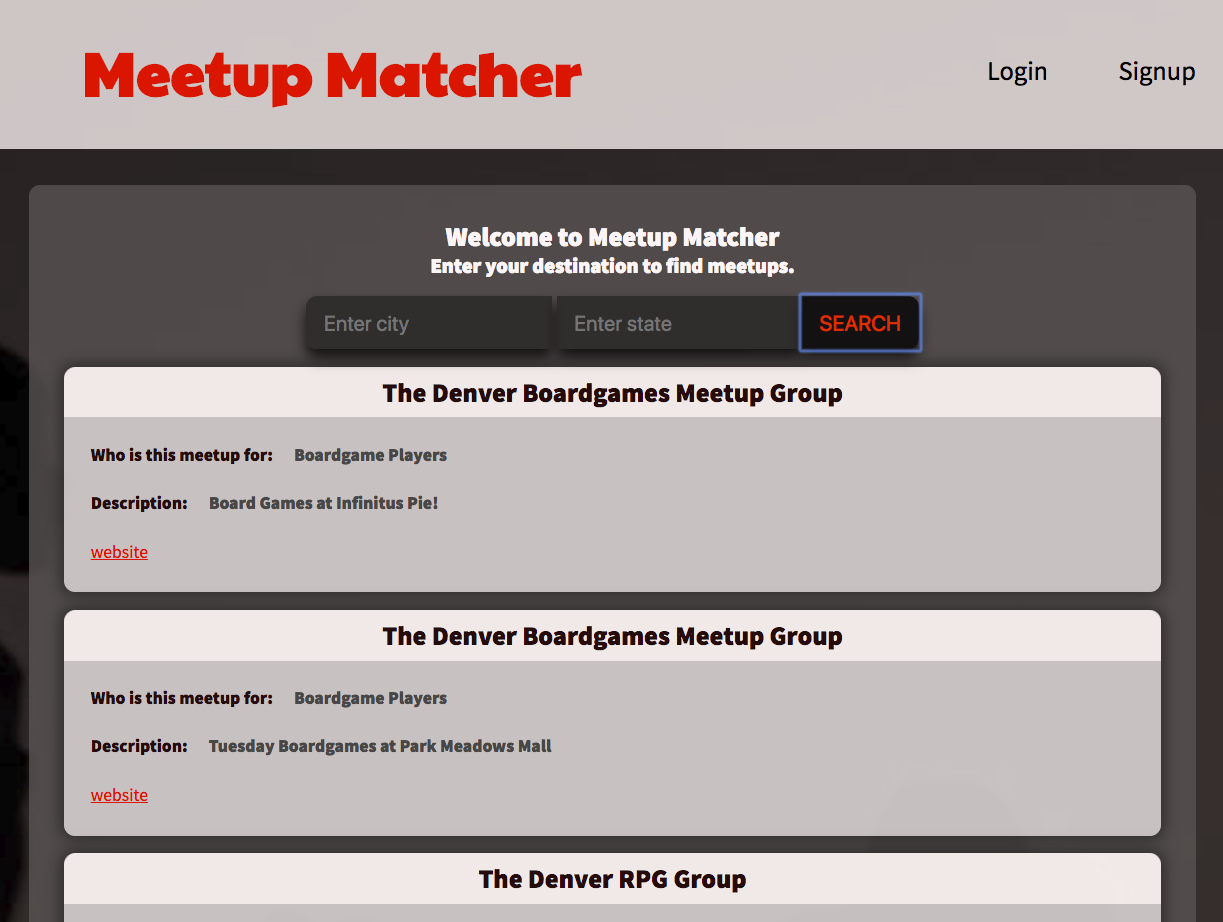 Meetup Matcher
Login Signup
Welcome to Meetup Matcher
Enter your destination to find meetups.
Enter city Enter state SEARCH
The Denver Boardgames Meetup Group
Who is this meetup for: Boardgame Players
Description: Board Games at Infinitus Pie!
website
The Denver Boardgames Meetup Group
Who is this meetup for: Boardgame Players
Description: Tuesday Boardgames at Park Meadows Mall
website
The Denver RPG Group